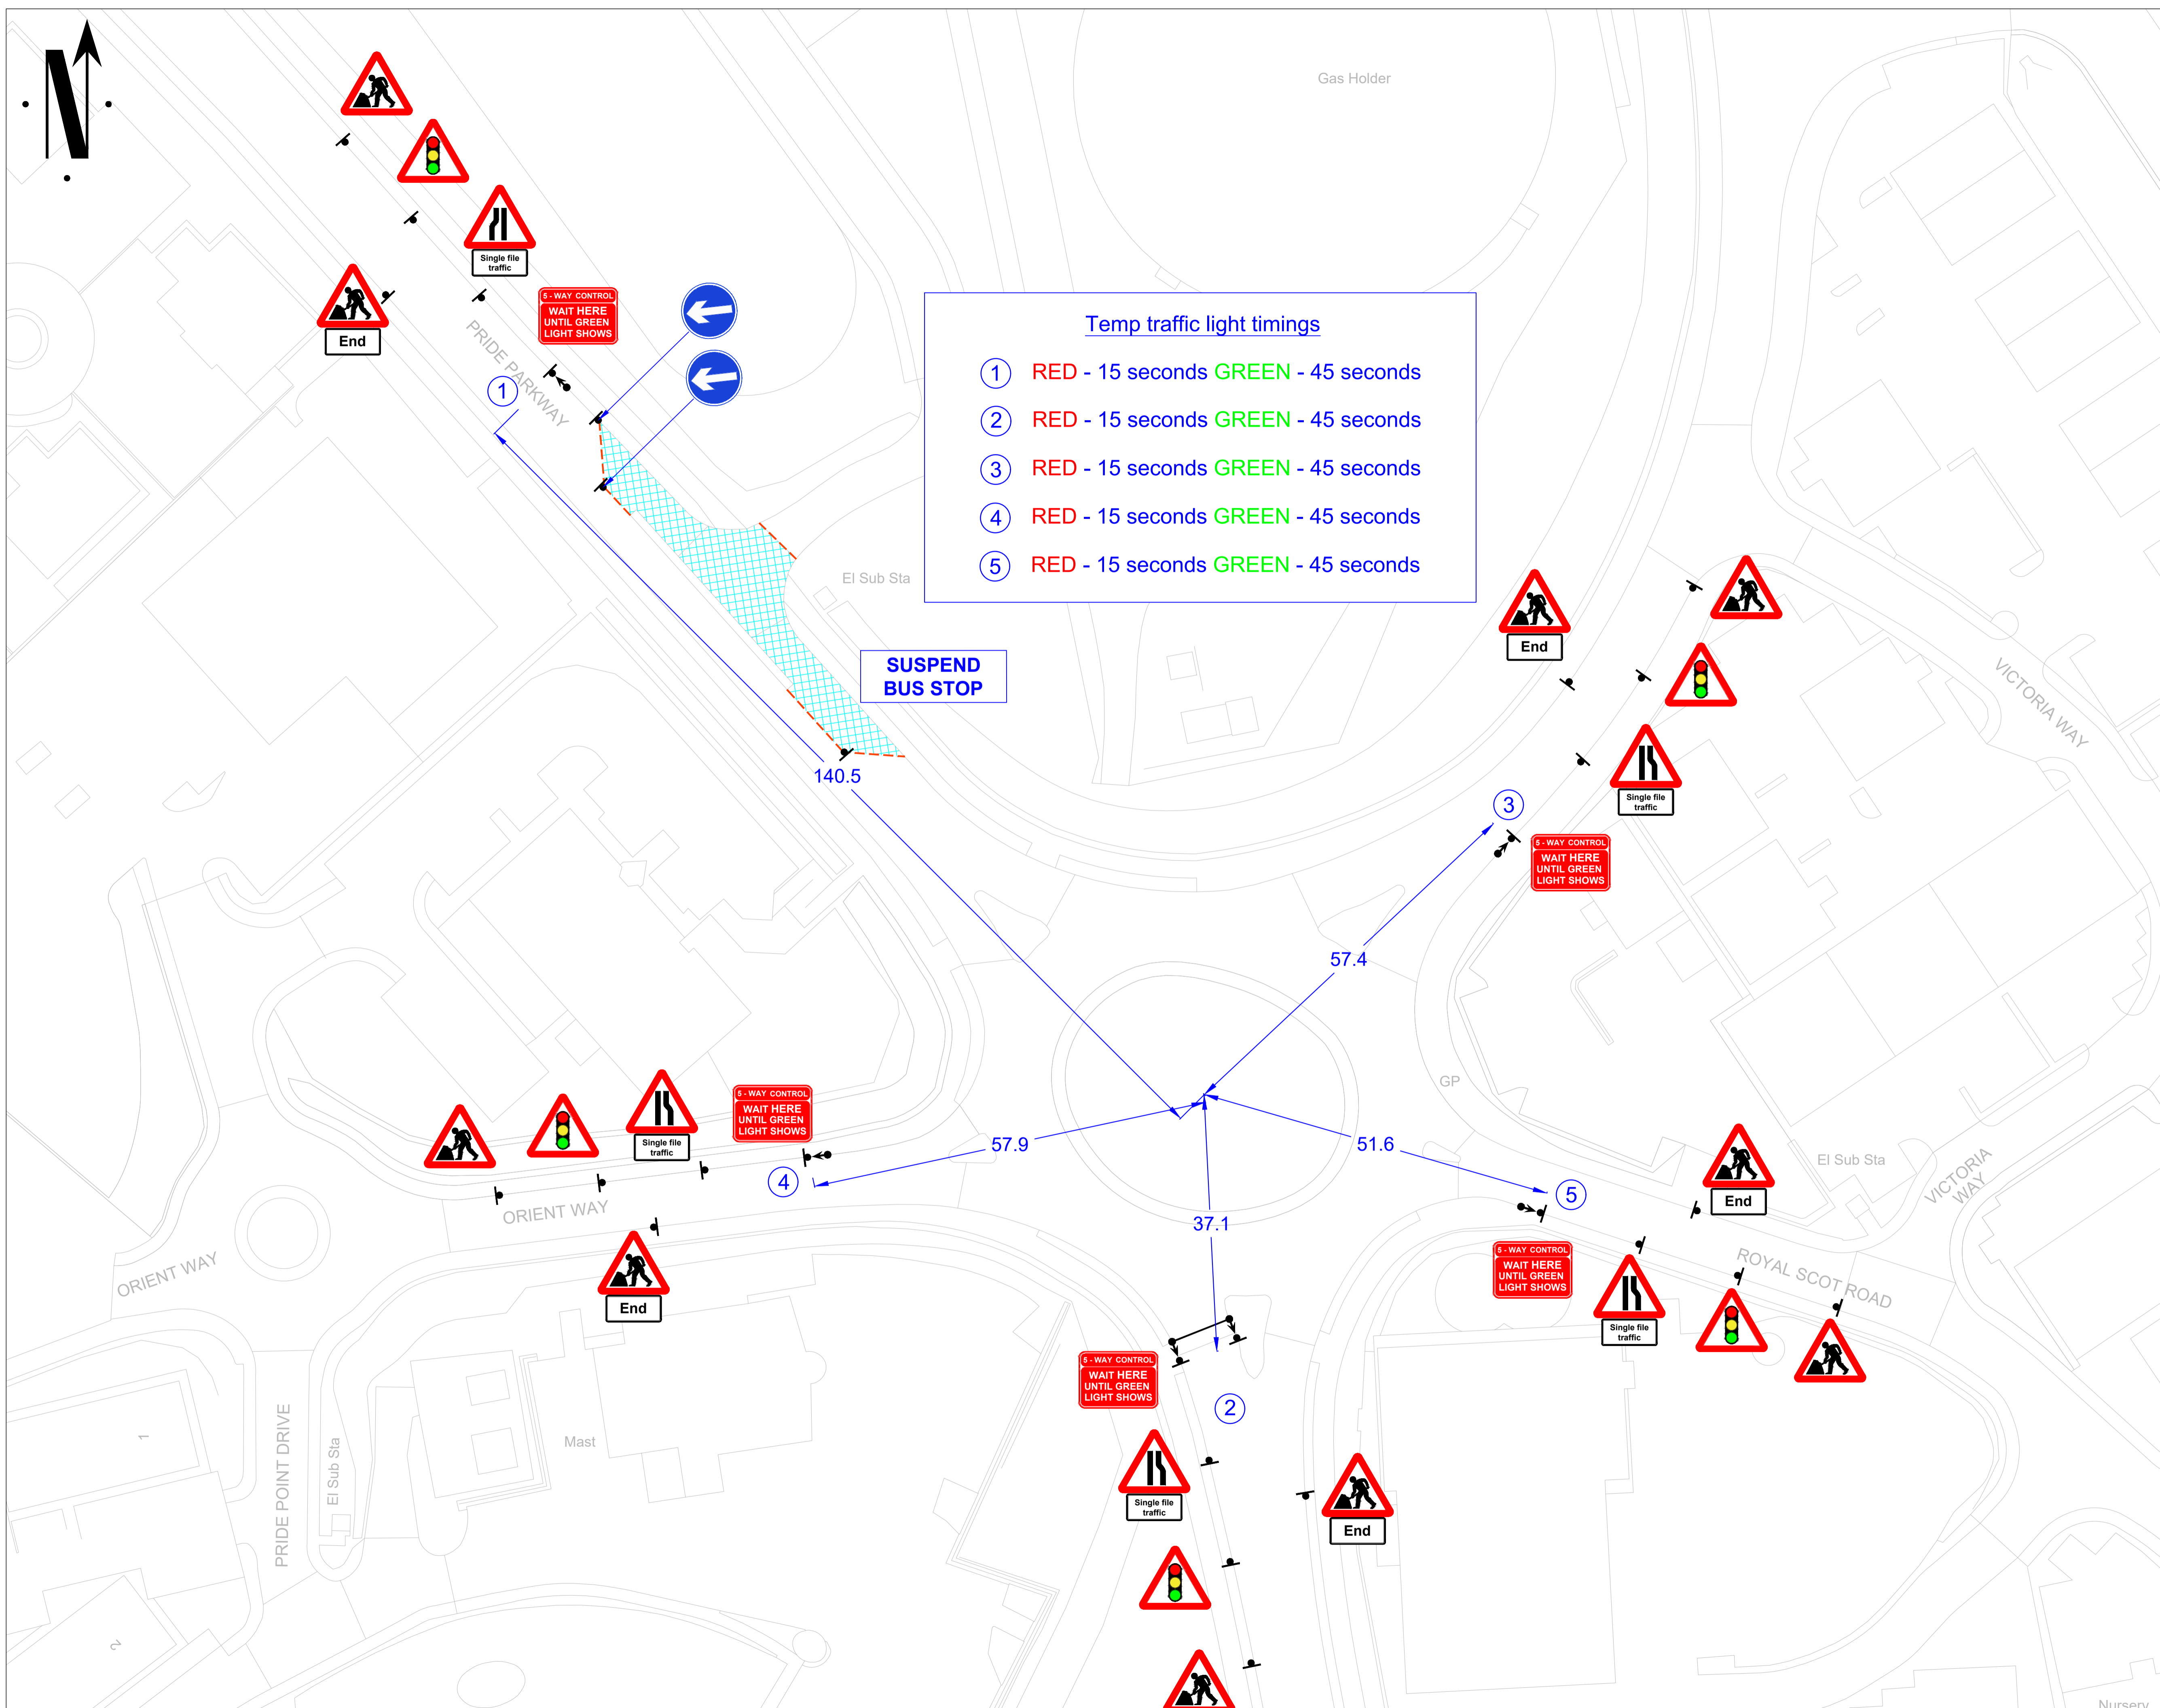 N
Gas Holder
Single file
traffic
End
5 - WAY CONTROL
WAIT HERE
UNTIL GREEN
LIGHT SHOWS
PRIDE PARKWAY
1
Temp traffic light timings
1 RED - 15 seconds GREEN - 45 seconds
2 RED - 15 seconds GREEN - 45 seconds
3 RED - 15 seconds GREEN - 45 seconds
4 RED - 15 seconds GREEN - 45 seconds
5 RED - 15 seconds GREEN - 45 seconds
El Sub Sta
SUSPEND
BUS STOP
End
VICTORIA WAY
140.5
3
Single file
traffic
5 - WAY CONTROL
WAIT HERE
UNTIL GREEN
LIGHT SHOWS
57.4
GP
5 - WAY CONTROL
WAIT HERE
UNTIL GREEN
LIGHT SHOWS
Single file
traffic
57.9
51.6
4
5
El Sub Sta
End
VICTORIA
WAY
ORIENT WAY
37.1
ORIENT WAY
End
5 - WAY CONTROL
WAIT HERE
UNTIL GREEN
LIGHT SHOWS
ROYAL SCOT ROAD
Single file
traffic
5 - WAY CONTROL
WAIT HERE
UNTIL GREEN
LIGHT SHOWS
2
1
Mast
PRIDE POINT DRIVE
El Sub Sta
Single file
traffic
End
2
Nursery